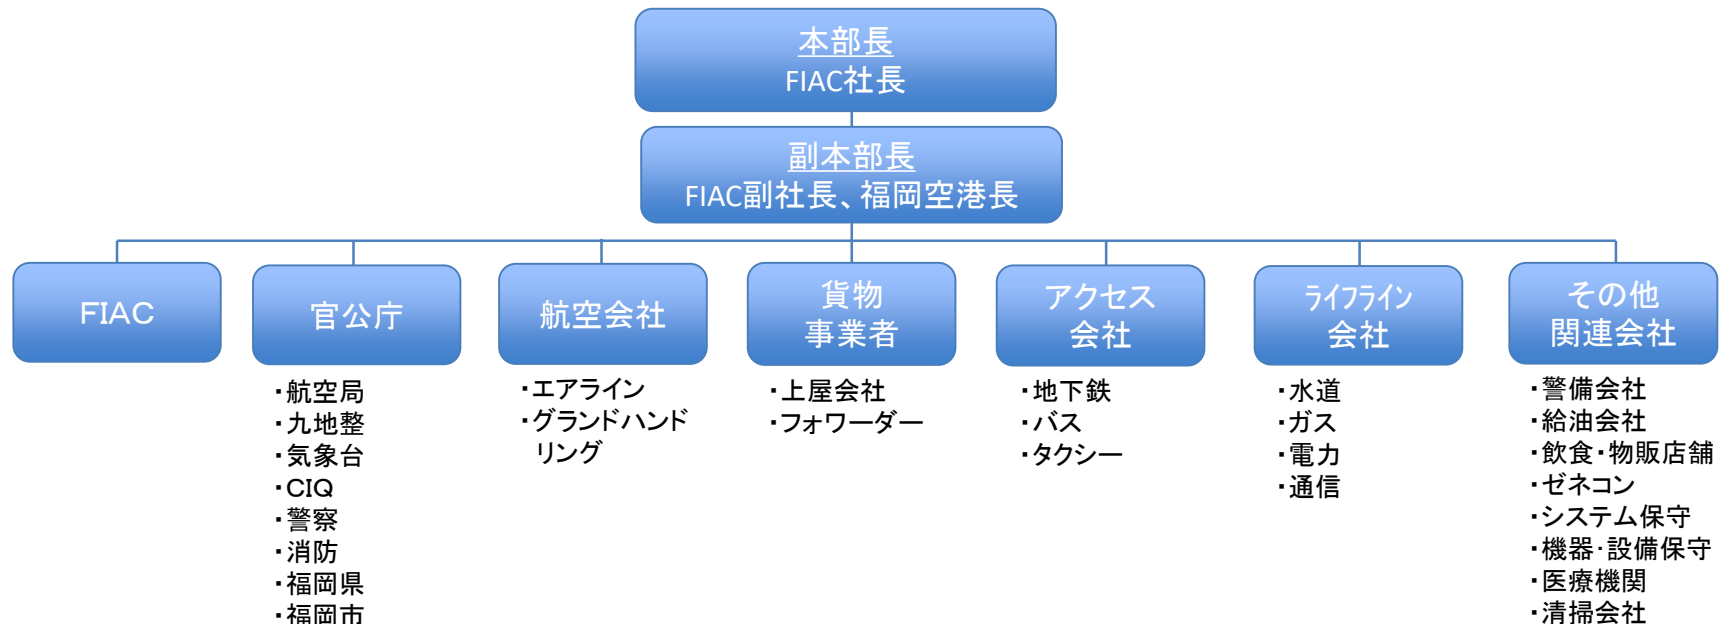 本部長
FIAC社長
副本部長
FIAC副社長、福岡空港長
FIAC
官公庁
・航空局
・九地整
・気象台
・CIQ
・警察
・消防
・福岡県
・福岡市
航空会社
・エアライン
・グランドハンド
リング
貨物
事業者
・上屋会社
・フォワーダー
アクセス
会社
・地下鉄
・バス
・タクシー
ライフライン
会社
・水道
・ガス
・電力
・通信
その他
関連会社
・警備会社
・給油会社
・飲食・物販店舗
・ゼネコン
・システム保守
・機器・設備保守
・医療機関
・清掃会社